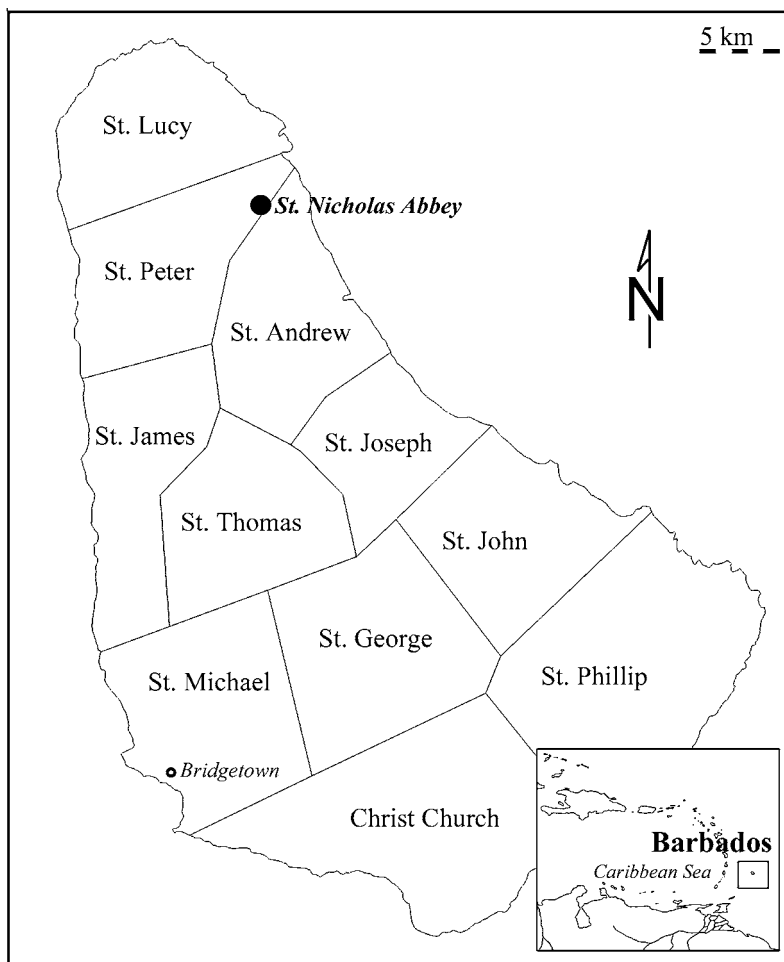 5 km
St. Lucy
St. Nicholas Abbey
St. Peter
N
St. Andrew
St. James
St. Joseph
St. Thomas
St. John
St. George
St. Michael
St. Phillip
Bridgetown
Christ Church
Barbados
Caribbean Sea